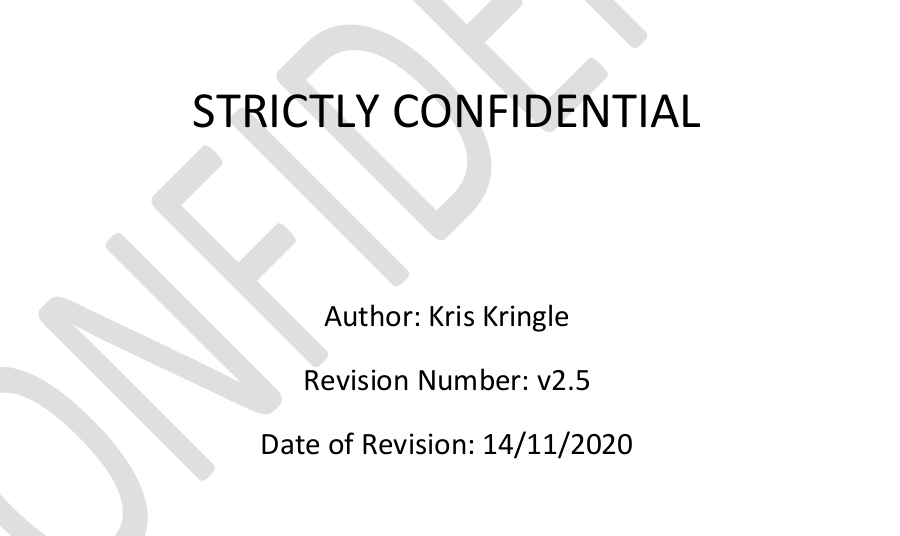 STRICTLY CONFIDENTIAL
Author: Kris Kringle
Revision Number: v2.5
Date of Revision: 14/11/2020